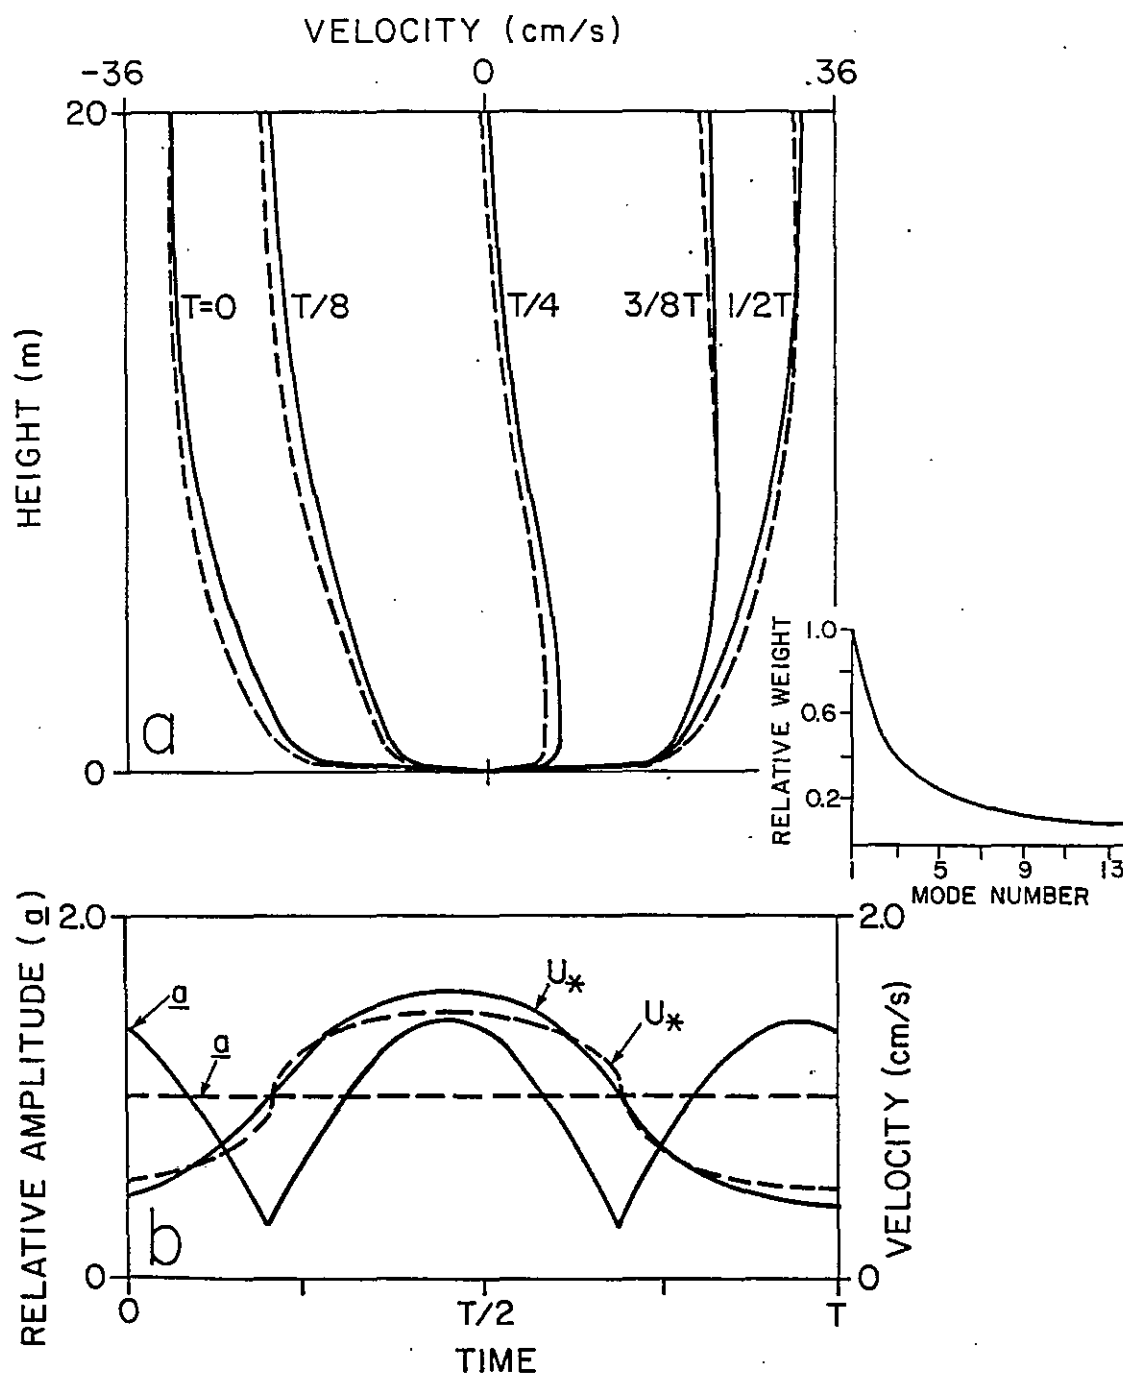 VELOCITY (cm/s)
-36 0 .36
20
T=0 T/8 T/4 3/8T 1/2T
HEIGHT (m)
a
0
RELATIVE WEIGHT
1.0
0.6
0.2
1 5 9 13
MODE NUMBER
RELATIVE AMPLITUDE (a)
2.0 2.0
a U*
U*
a
VELOCITY (cm/s)
b
0 0
0 T/2 T
TIME